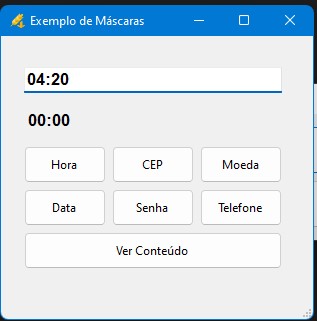 Exemplo de Máscaras
04:20
00:00
Hora CEP Moeda
Data Senha Telefone
Ver Conteúdo